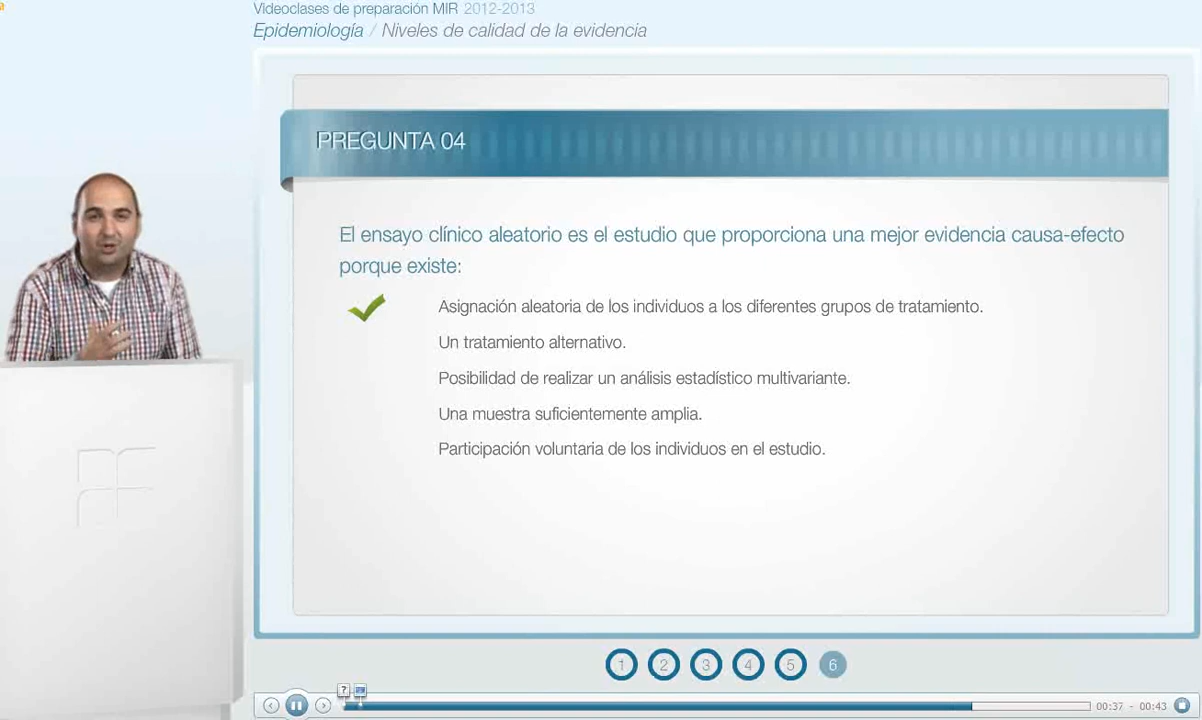 Videoclases de preparación MIR 2012-2013
Epidemiología / Niveles de calidad de la evidencia
PREGUNTA 04
El ensayo clínico aleatorio es el estudio que proporciona una mejor evidencia causa-efecto
porque existe:
Asignación aleatoria de los individuos a los diferentes grupos de tratamiento.
Un tratamiento alternativo.
Posibilidad de realizar un análisis estadístico multivariante.
Una muestra suficientemente amplia.
Participación voluntaria de los individuos en el estudio.
1 2 3 4 5 6
?
00:37 - 00:43